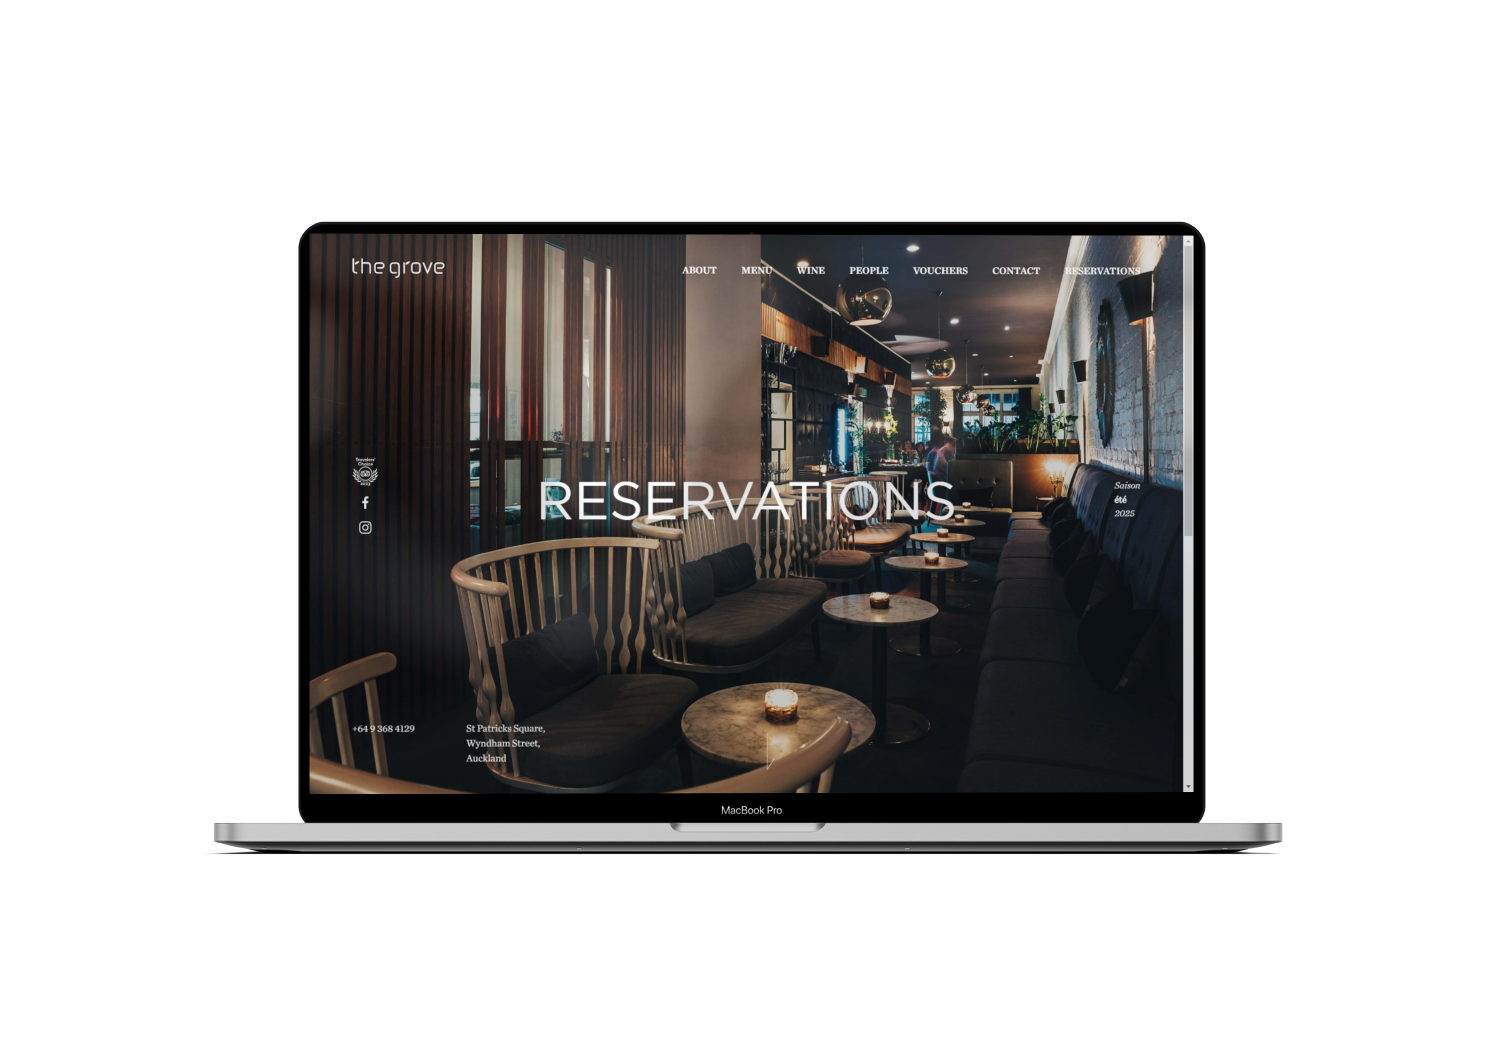 the grove
ABOUT MENU WINE PEOPLE VOUCHERS CONTACT RESERVATIONS
Travelers'
Choice
2023
RESERVATIONS
Saison
été
2025
+64 9 368 4129
St Patricks Square,
Wyndham Street,
Auckland
MacBook Pro